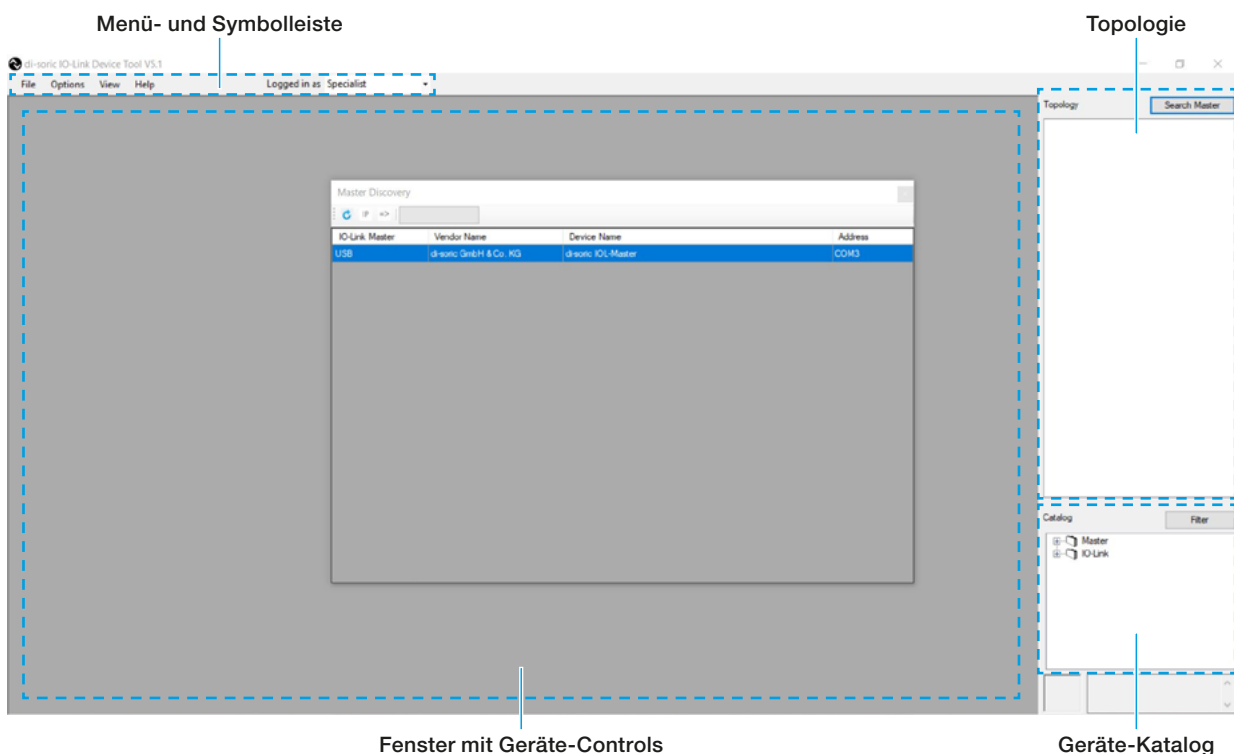 Menü- und Symbolleiste
Topologie
di-soric IO-Link Device Tool V5.1
File Options View Help Logged in as Specialist
Topology Search Master
Master Discovery
IP
IO-Link Master Vendor Name Device Name Address
USB di-soric GmbH & Co. KG di-soric IOL-Master COM3
Catalog Filter
Master
IO-Link
Fenster mit Geräte-Controls
Geräte-Katalog